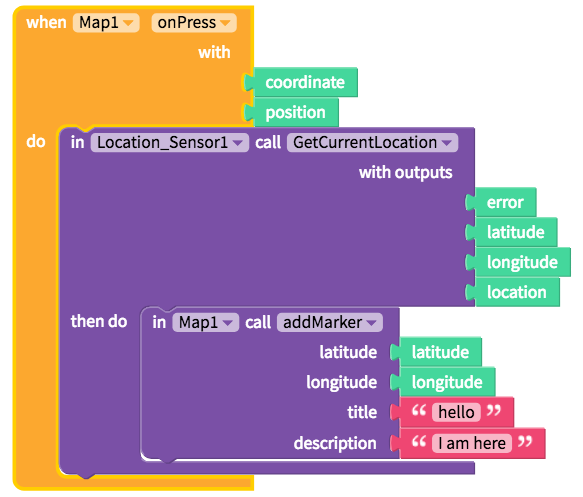 when Map1 onPress
with
coordinate
position
do in Location_Sensor1 call GetCurrentLocation
with outputs
error
latitude
longitude
location
then do in Map1 call addMarker
latitude latitude
longitude longitude
title “ hello ”
description “ I am here ”